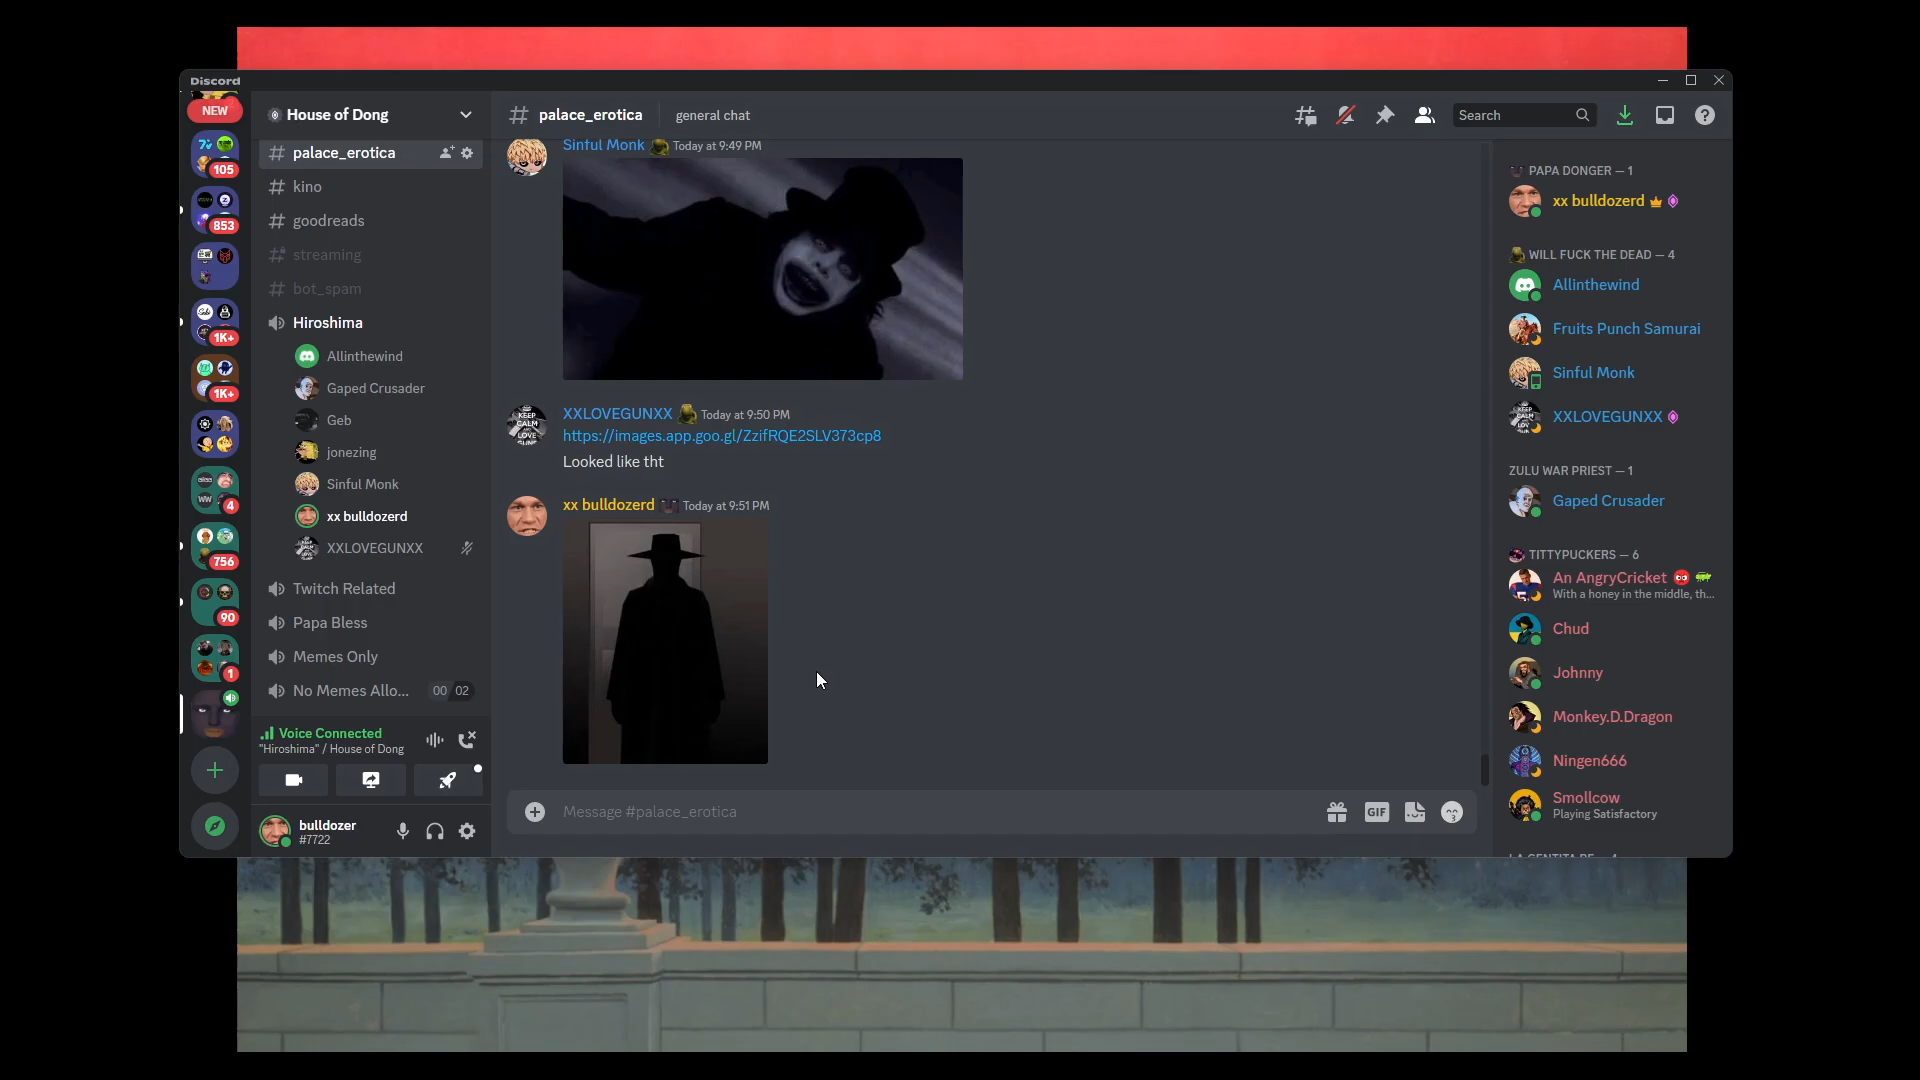 Discord
NEW
105
853
1K+
1K+
4
756
90
1
House of Dong
palace_erotica
kino
goodreads
streaming
bot_spam
Hiroshima
Allinthewind
Gaped Crusader
Geb
jonezing
Sinful Monk
xx bulldozerd
XXLOVEGUNXX
Twitch Related
Papa Bless
Memes Only
No Memes Allo... 00 02
Voice Connected
"Hiroshima" / House of Dong
bulldozer
#7722
palace_erotica general chat
Search
Sinful Monk Today at 9:49 PM
XXLOVEGUNXX Today at 9:50 PM
https://images.app.goo.gl/ZzifRQE2SLV373cp8
Looked like tht
KEEP
CALM
AND
LOVE
xx bulldozerd Today at 9:51 PM
Message #palace_erotica
GIF
PAPA DONGER — 1
xx bulldozerd
WILL FUCK THE DEAD — 4
Allinthewind
Fruits Punch Samurai
Sinful Monk
XXLOVEGUNXX
ZULU WAR PRIEST — 1
Gaped Crusader
TITTYPUCKERS — 6
An AngryCricket
With a honey in the middle, th...
Chud
Johnny
Monkey.D.Dragon
Ningen666
Smollcow
Playing Satisfactory